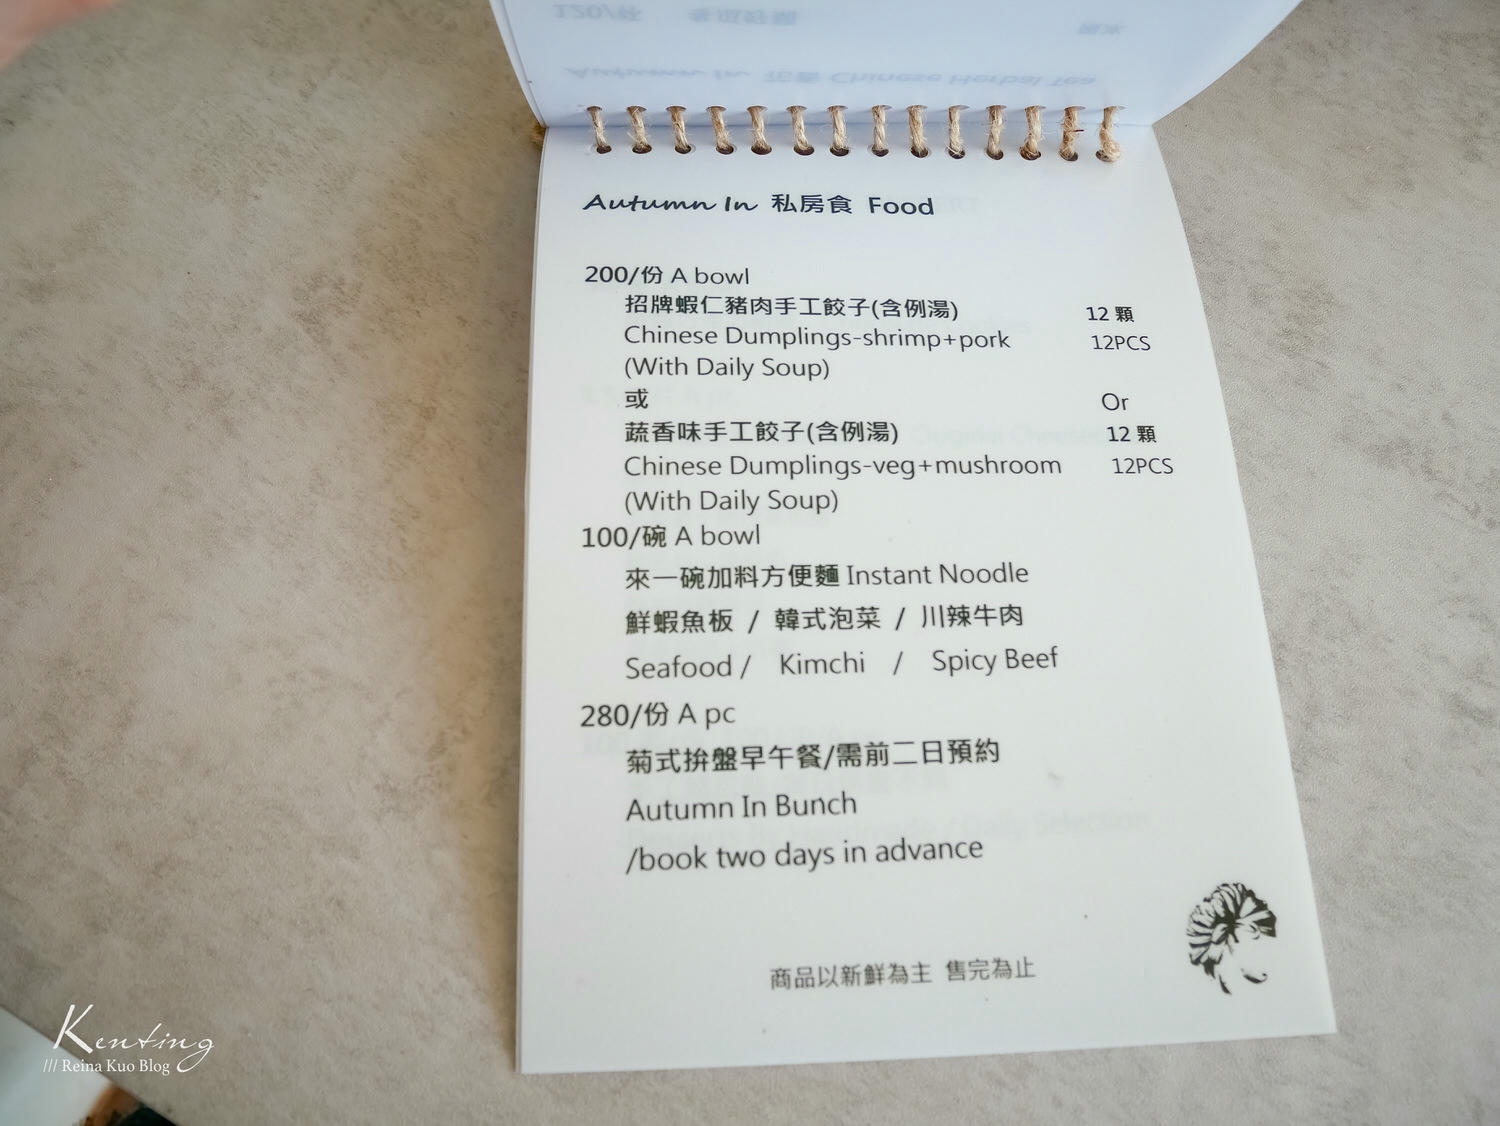 Autumn In 私房食 Food
200/份 A bowl
招牌蝦仁豬肉手工餃子(含例湯) 12 顆
Chinese Dumplings-shrimp+pork 12PCS
(With Daily Soup)
或 Or
蔬香味手工餃子(含例湯) 12 顆
Chinese Dumplings-veg+mushroom 12PCS
(With Daily Soup)
100/碗 A bowl
來一碗加料方便麵 Instant Noodle
鮮蝦魚板 / 韓式泡菜 / 川辣牛肉
Seafood / Kimchi / Spicy Beef
280/份 A pc
菊式拚盤早午餐/需前二日預約
Autumn In Bunch
/book two days in advance
商品以新鮮為主 售完為止
Kenting
/// Reina Kuo Blog